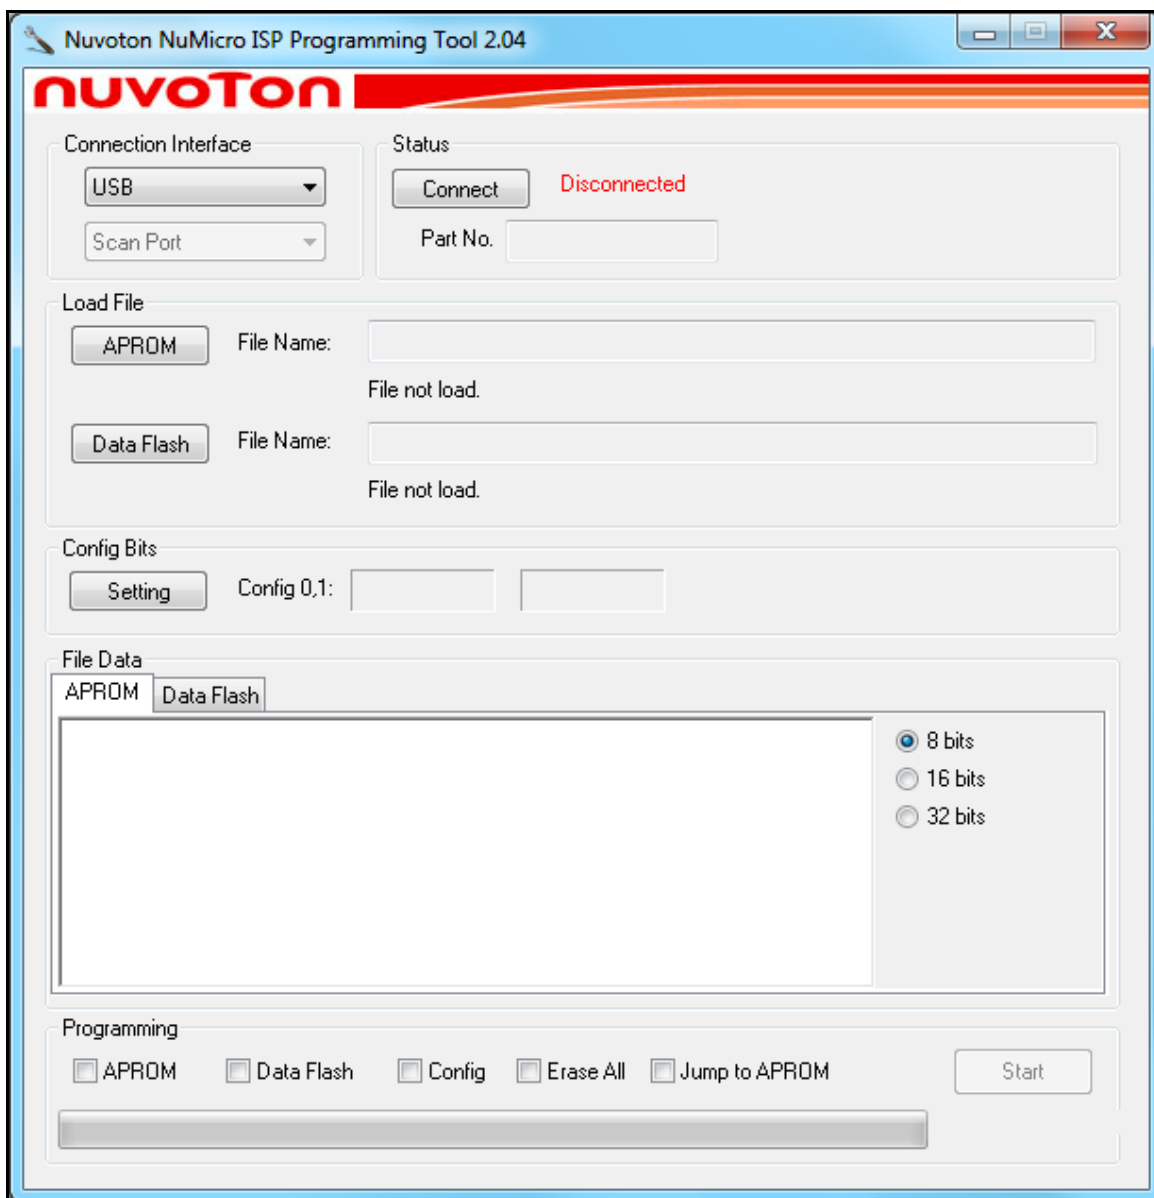 Nuvoton NuMicro ISP Programming Tool 2.04
nuvoTon
Connection Interface
USB
Scan Port
Status
Connect
Disconnected
Part No.
Load File
APROM
File Name:
File not load.
Data Flash
File Name:
File not load.
Config Bits
Setting
Config 0,1:
File Data
APROM
Data Flash
8 bits
16 bits
32 bits
Programming
APROM
Data Flash
Config
Erase All
Jump to APROM
Start